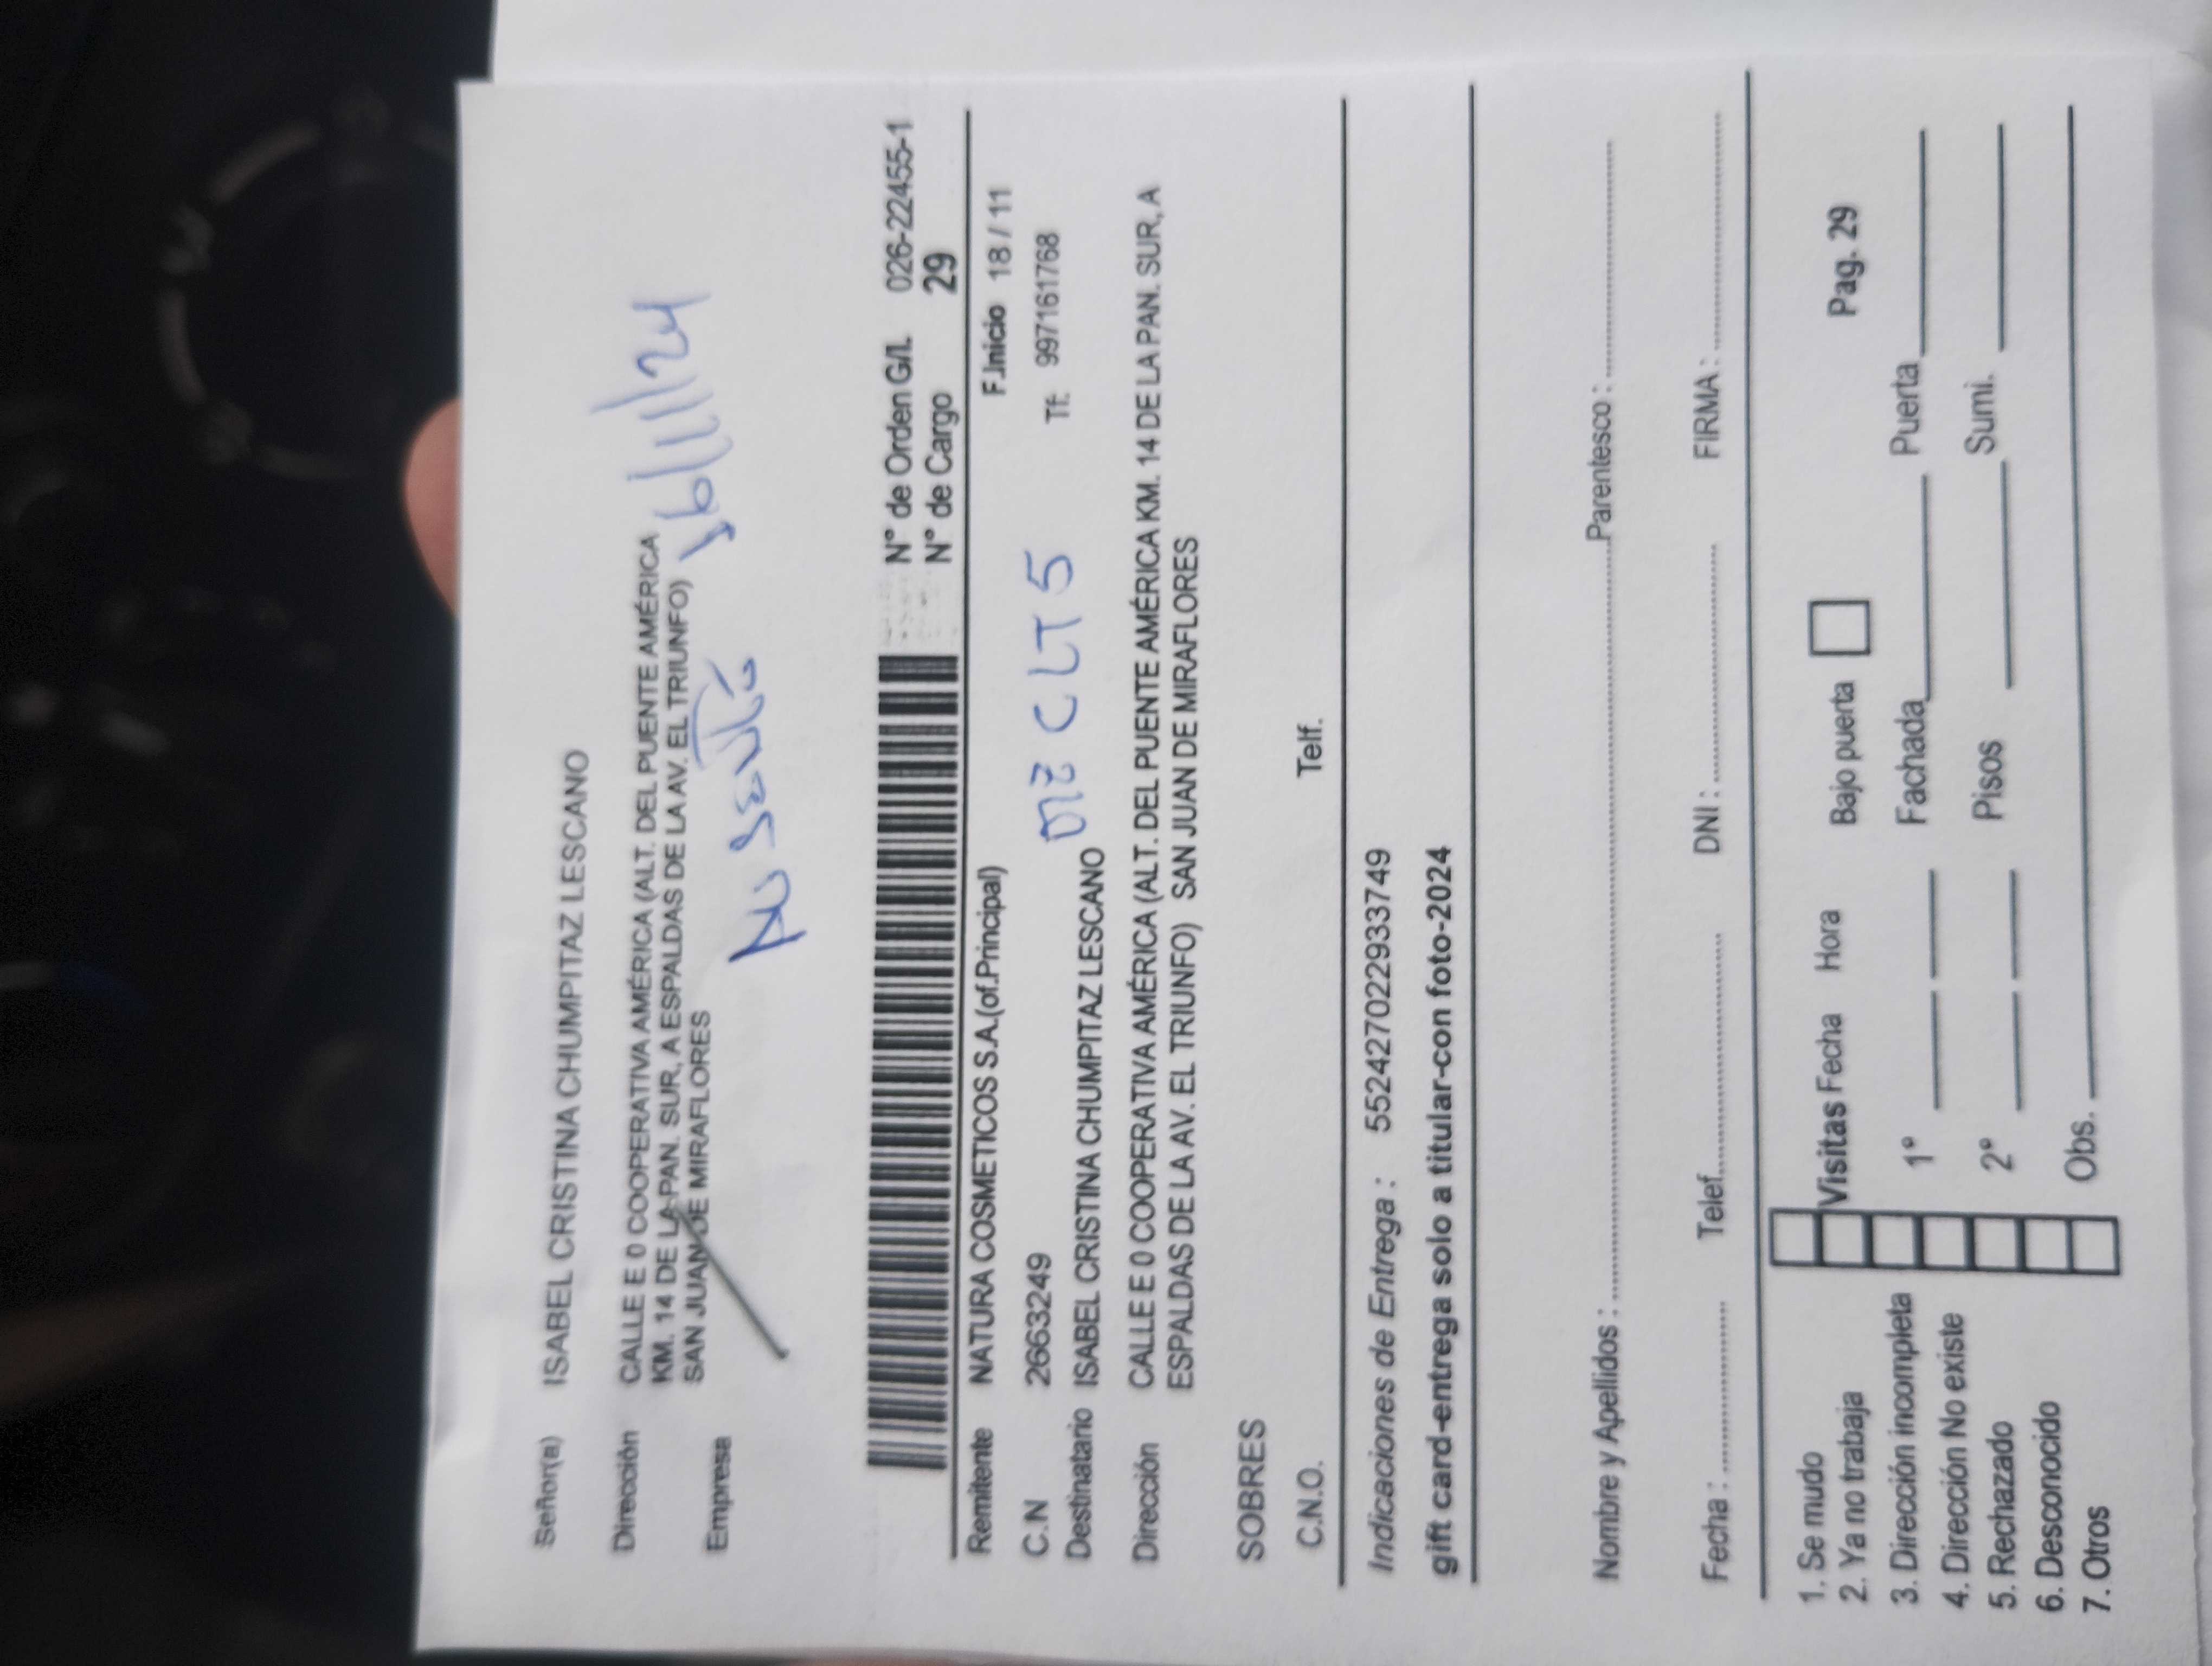 Señor(a) ISABEL CRISTINA CHUMPITAZ LESCANO
Dirección CALLE E 0 COOPERATIVA AMÉRICA (ALT. DEL PUENTE AMÉRICA
KM. 14 DE LA PAN. SUR, A ESPALDAS DE LA AV. EL TRIUNFO)
SAN JUAN DE MIRAFLORES
Empresa
Ausente 26/11/24
N° de Orden G/L 026-22455-1
N° de Cargo 29
Remitente NATURA COSMETICOS S.A.(of.Principal) F.Inicio 18 / 11
C.N 2663249 Tf. 9971617168
MZ C LT 5
Destinatario ISABEL CRISTINA CHUMPITAZ LESCANO
Dirección CALLE E 0 COOPERATIVA AMÉRICA (ALT. DEL PUENTE AMÉRICA KM. 14 DE LA PAN. SUR, A
ESPALDAS DE LA AV. EL TRIUNFO) SAN JUAN DE MIRAFLORES
SOBRES
C.N.O. Telf.
Indicaciones de Entrega : 5524270229933749
gift card-entrega solo a titular-con foto-2024
Nombre y Apellidos : Parentesco :
Fecha : Telef. DNI : FIRMA :
1. Se mudo
2. Ya no trabaja Visitas Fecha Hora Bajo puerta Pag. 29
3. Dirección incompleta 1° Fachada Puerta
4. Dirección No existe
5. Rechazado 2° Pisos Sumi.
6. Desconocido
7. Otros Obs.